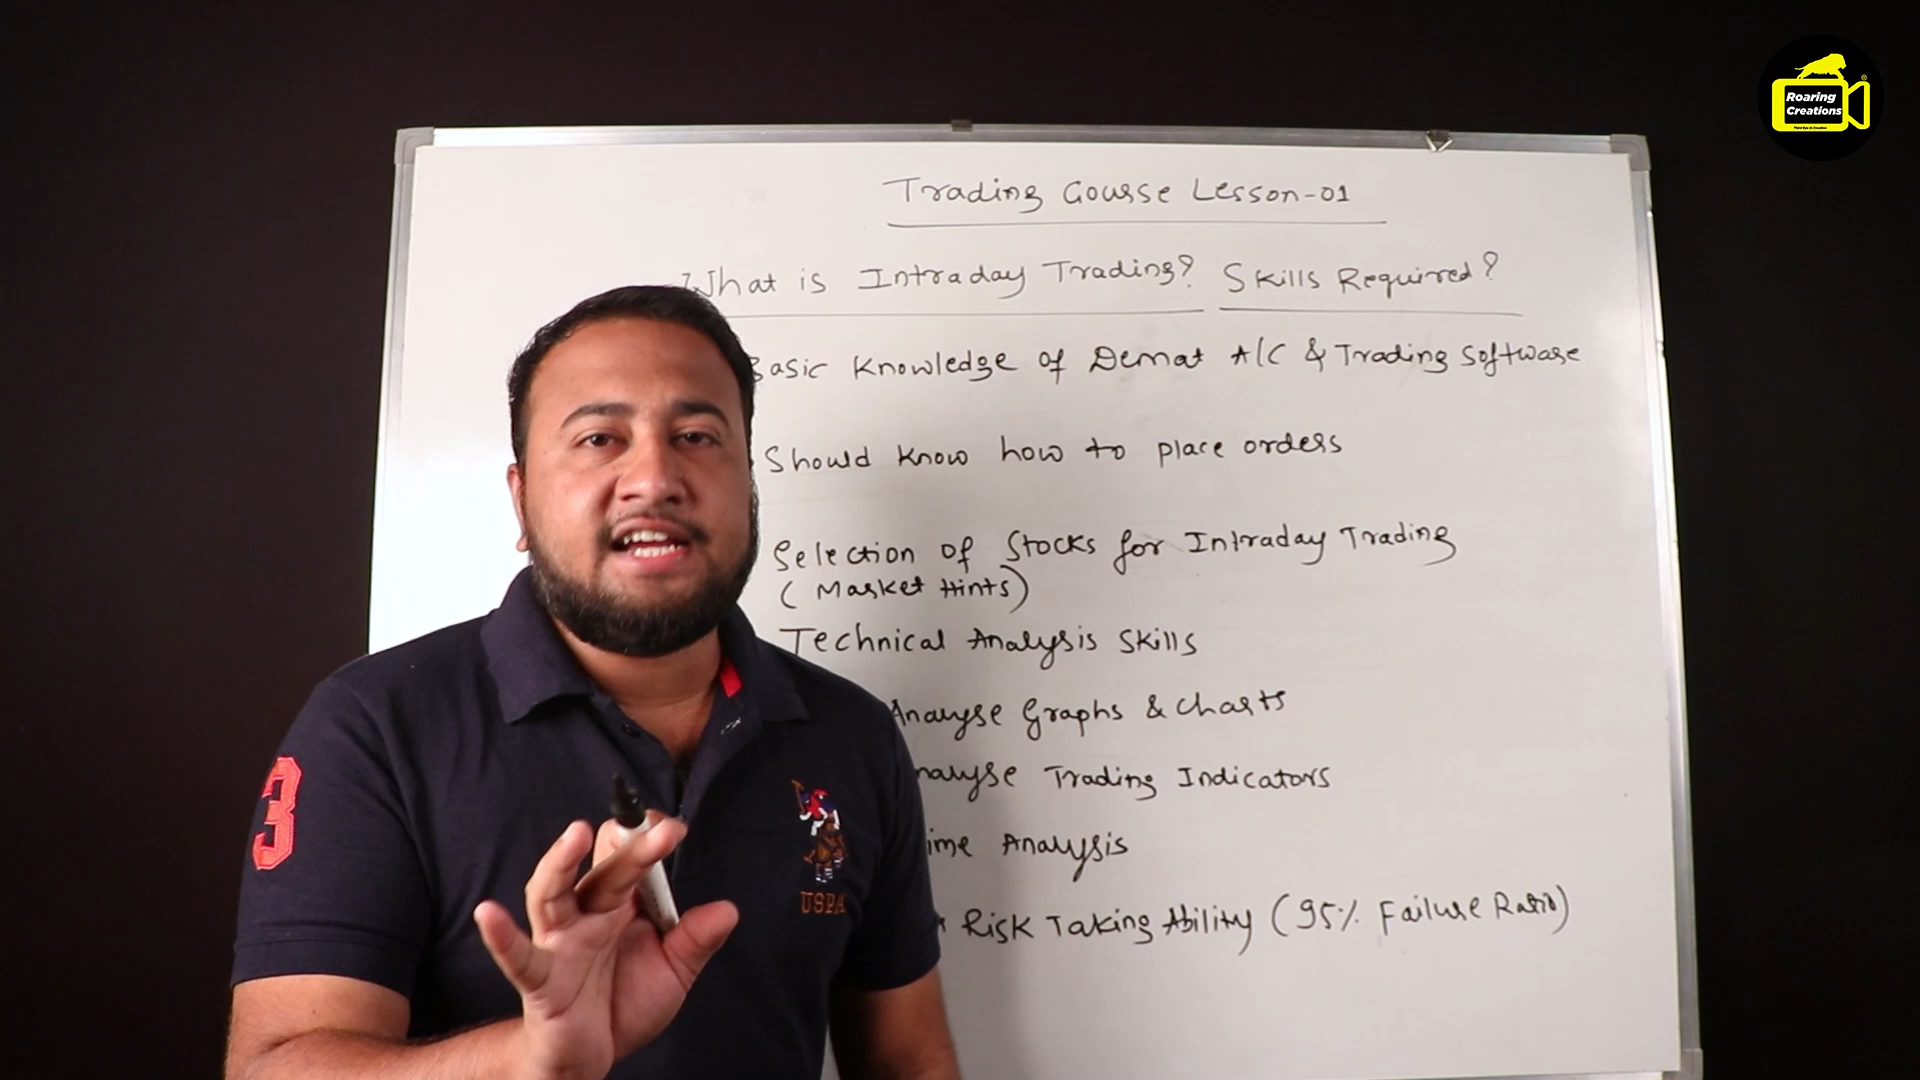 Roaring
Creations
Trading Course Lesson-01
What is Intraday Trading? Skills Required?
Basic Knowledge of Demat A/C & Trading Software
Should know how to place orders
Selection of Stocks for Intraday Trading
(Market Hints)
Technical Analysis Skills
Analyse Graphs & Charts
Analyse Trading Indicators
Time Analysis
Risk Taking Ability (95% Failure Ratio)
3
USPA